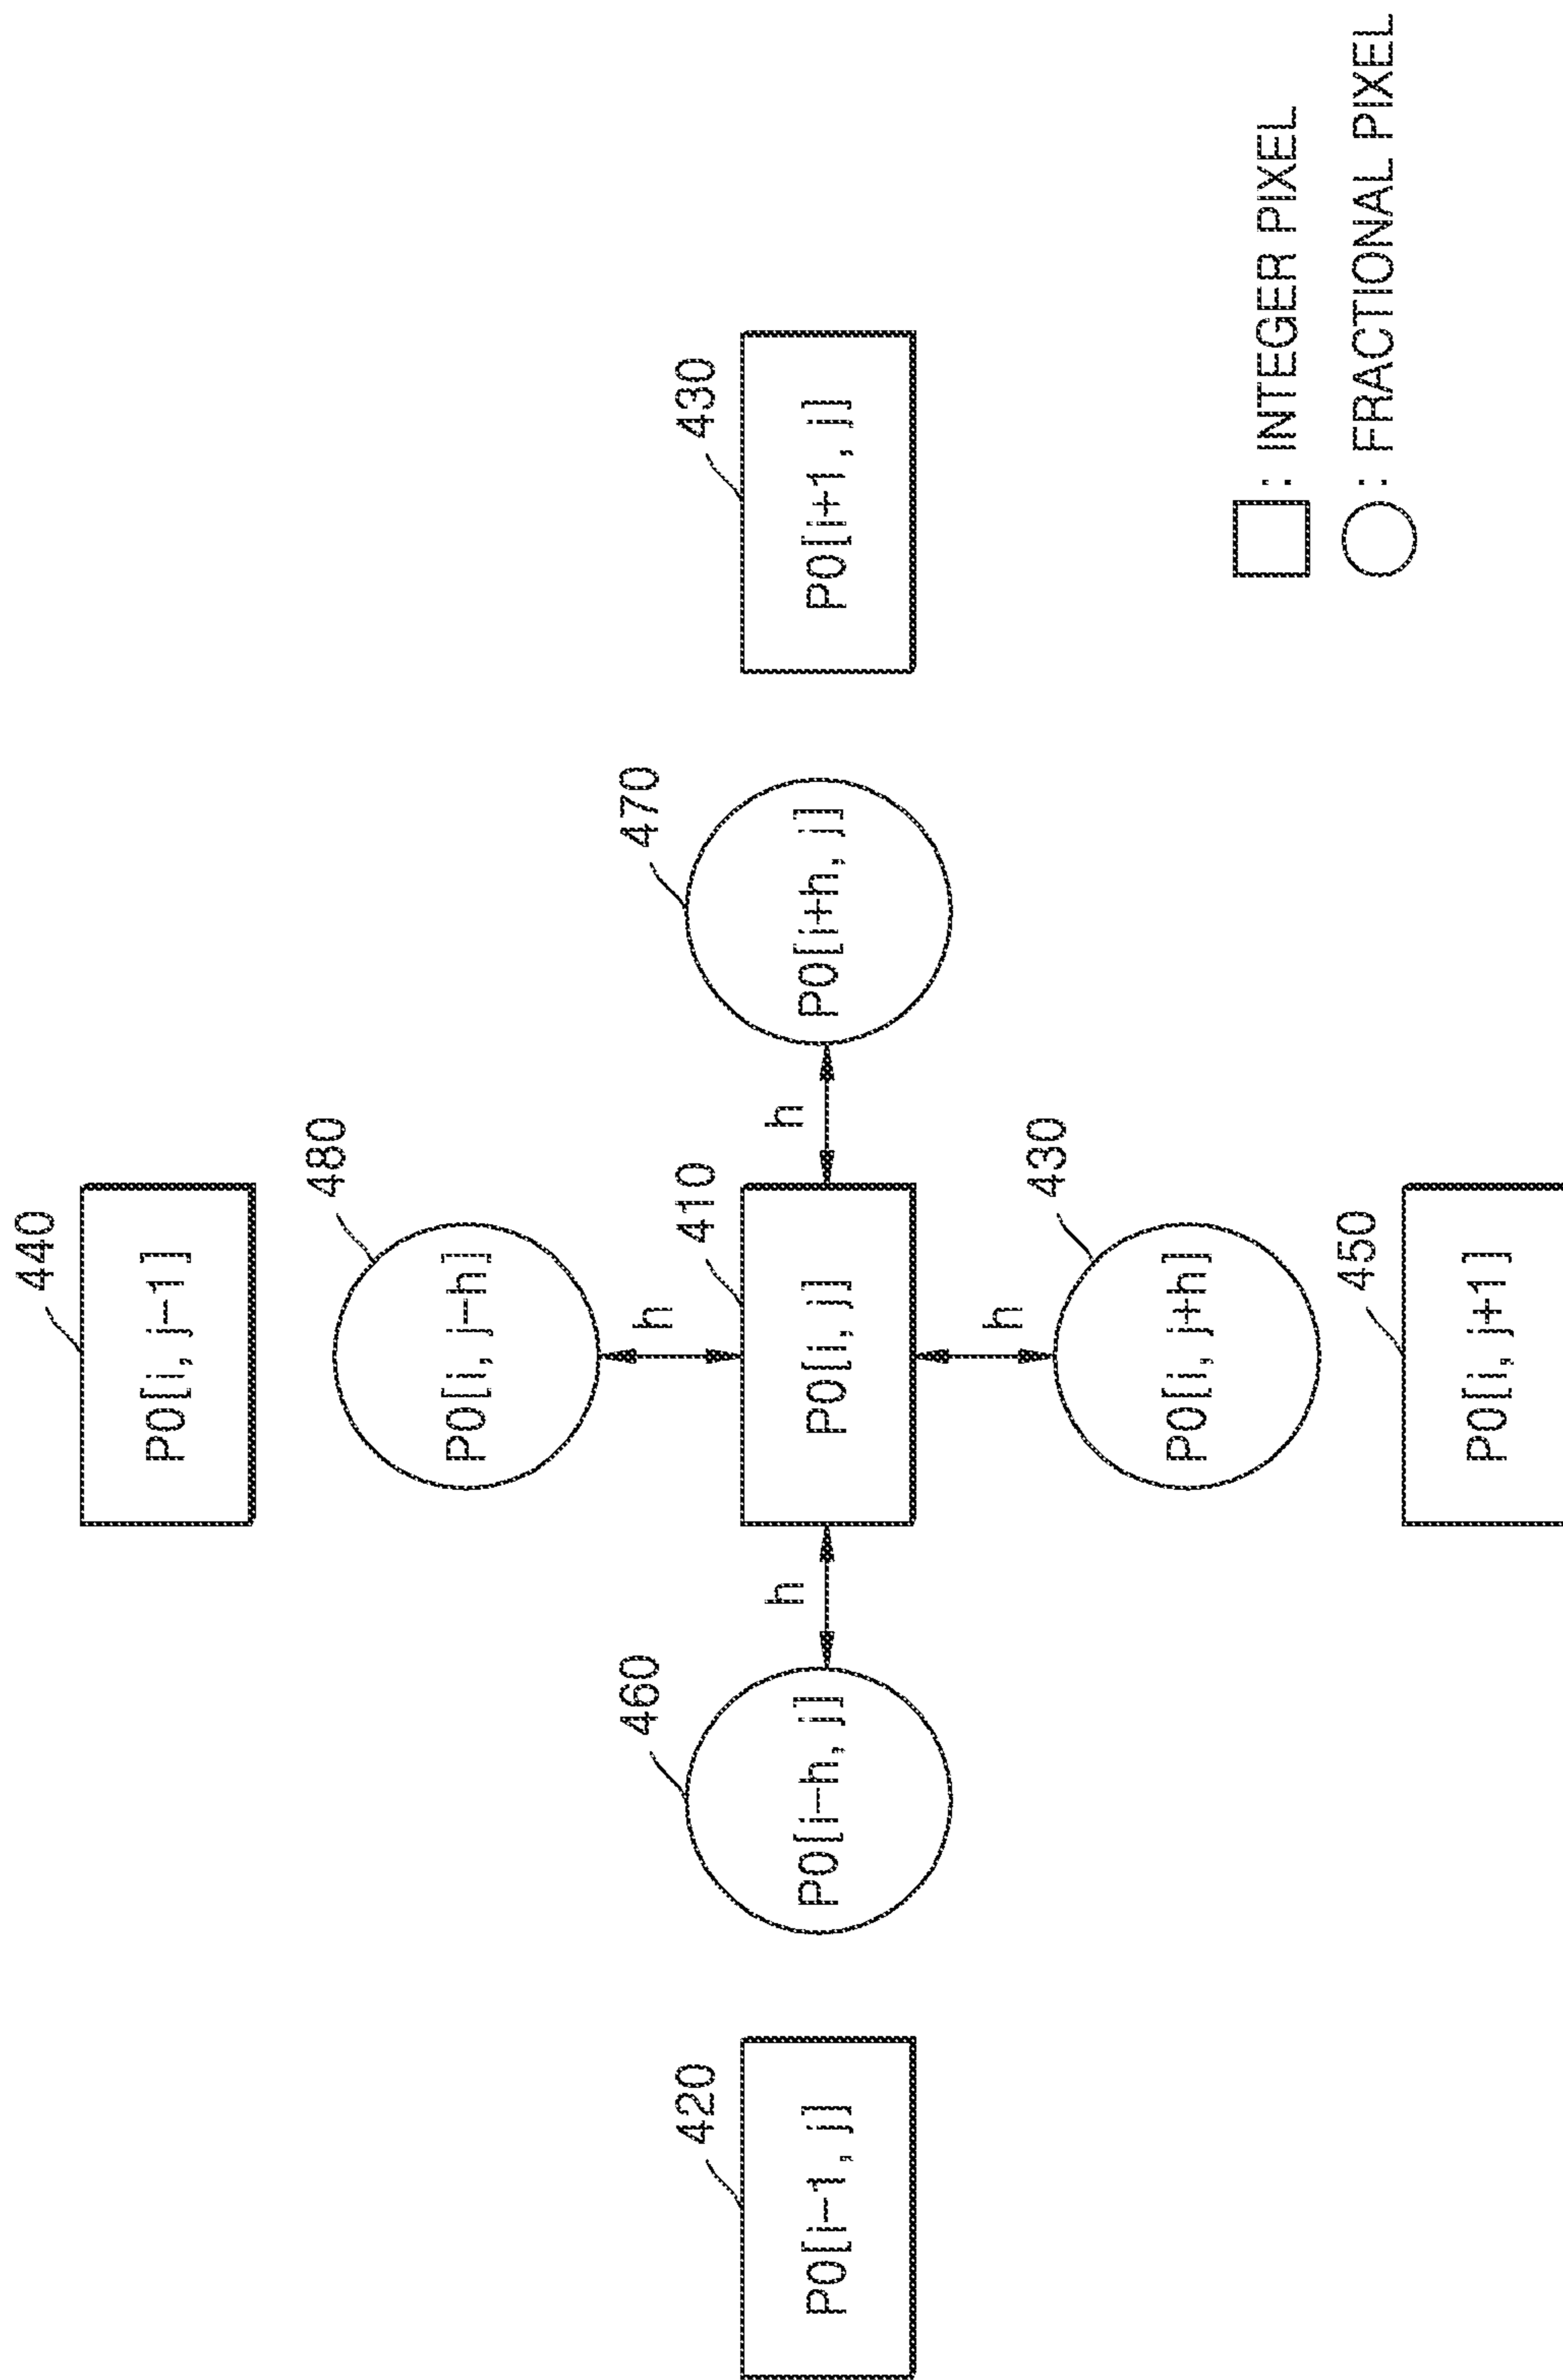 440
P0[i, j-1]
480
P0[i, j-h]
h
420
P0[i-1, j]
460
P0[i-h, j]
h
410
P0[i, j]
h
470
P0[i+h, j]
430
P0[i+1, j]
h
430
P0[i, j+h]
450
P0[i, j+1]
: INTEGER PIXEL
: FRACTIONAL PIXEL